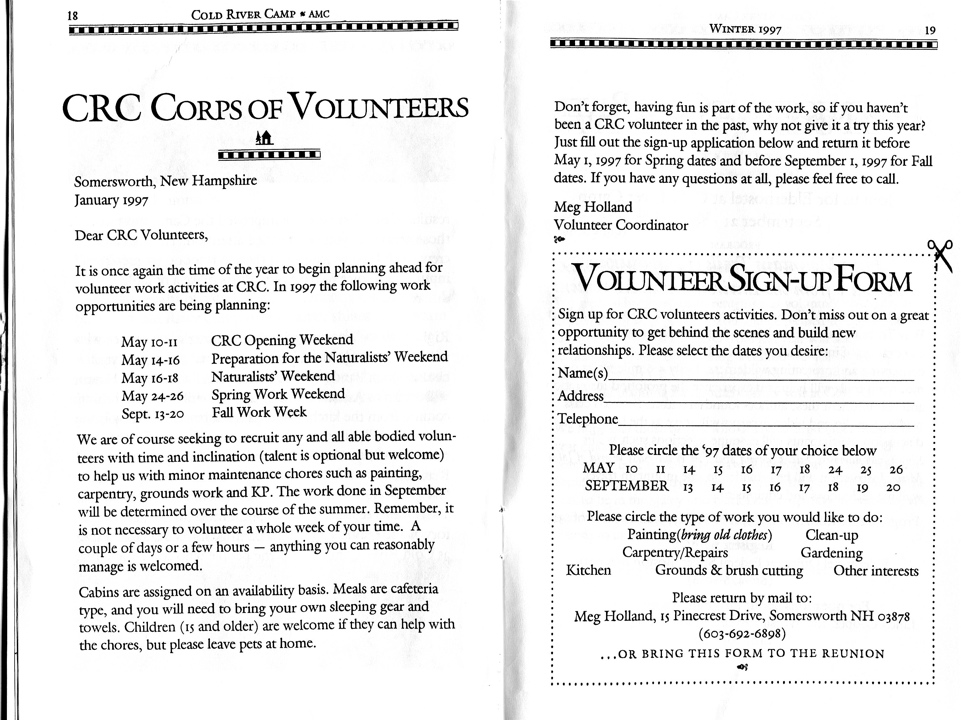 18
Cold River Camp AMC
CRC Corps of Volunteers
Somersworth, New Hampshire
January 1997
Dear CRC Volunteers,
It is once again the time of the year to begin planning ahead for
volunteer work activities at CRC. In 1997 the following work
opportunities are being planning:
May 10-11 CRC Opening Weekend
May 14-16 Preparation for the Naturalists' Weekend
May 16-18 Naturalists' Weekend
May 24-26 Spring Work Weekend
Sept. 13-20 Fall Work Week
We are of course seeking to recruit any and all able bodied volun-
teers with time and inclination (talent is optional but welcome)
to help us with minor maintenance chores such as painting,
carpentry, grounds work and KP. The work done in September
will be determined over the course of the summer. Remember, it
is not necessary to volunteer a whole week of your time. A
couple of days or a few hours — anything you can reasonably
manage is welcomed.
Cabins are assigned on an availability basis. Meals are cafeteria
type, and you will need to bring your own sleeping gear and
towels. Children (15 and older) are welcome if they can help with
the chores, but please leave pets at home.
Winter 1997
19
Don't forget, having fun is part of the work, so if you haven't
been a CRC volunteer in the past, why not give it a try this year?
Just fill out the sign-up application below and return it before
May 1, 1997 for Spring dates and before September 1, 1997 for Fall
dates. If you have any questions at all, please feel free to call.
Meg Holland
Volunteer Coordinator
Volunteer Sign-up Form
Sign up for CRC volunteers activities. Don't miss out on a great
opportunity to get behind the scenes and build new
relationships. Please select the dates you desire:
Name(s)
Address
Telephone
Please circle the '97 dates of your choice below
MAY 10 11 14 15 16 17 18 24 25 26
SEPTEMBER 13 14 15 16 17 18 19 20
Please circle the type of work you would like to do:
Painting(bring old clothes) Clean-up
Carpentry/Repairs Gardening
Kitchen Grounds & brush cutting Other interests
Please return by mail to:
Meg Holland, 15 Pinecrest Drive, Somersworth NH 03878
(603-692-6898)
...OR BRING THIS FORM TO THE REUNION